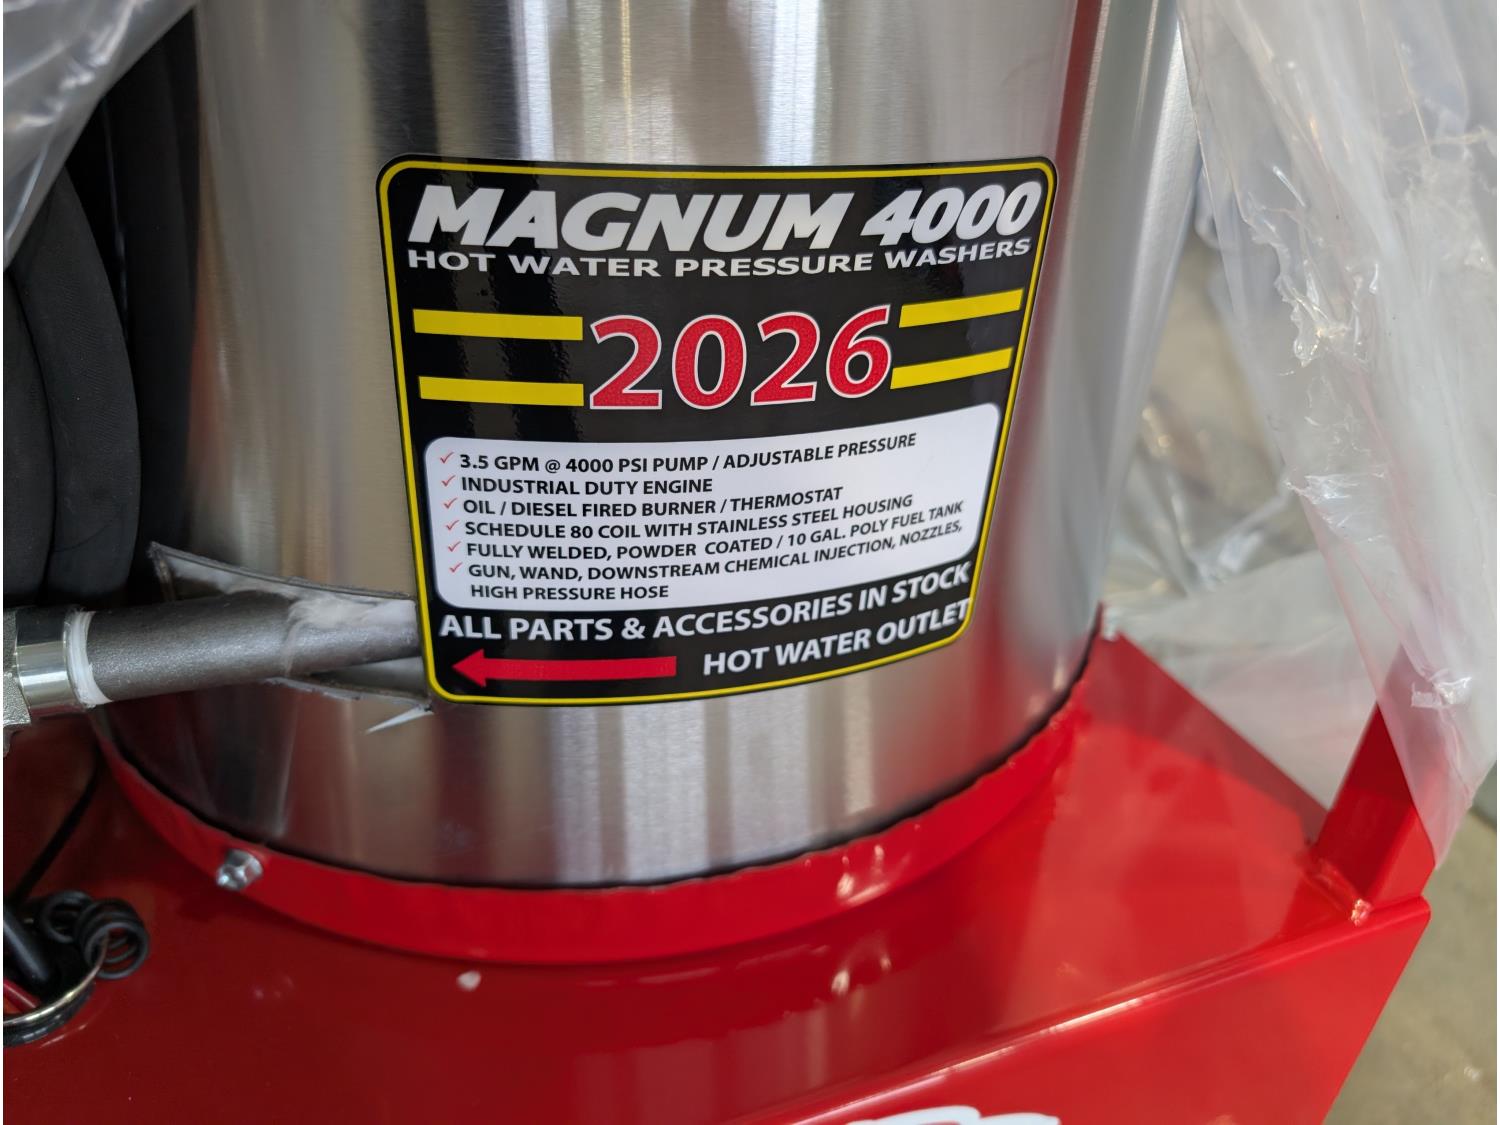 MAGNUM 4000
HOT WATER PRESSURE WASHERS
2026
✓ 3.5 GPM @ 4000 PSI PUMP / ADJUSTABLE PRESSURE
✓ INDUSTRIAL DUTY ENGINE
✓ OIL / DIESEL FIRED BURNER / THERMOSTAT
✓ SCHEDULE 80 COIL WITH STAINLESS STEEL HOUSING
✓ FULLY WELDED, POWDER COATED / 10 GAL. POLY FUEL TANK
✓ GUN, WAND, DOWNSTREAM CHEMICAL INJECTION, NOZZLES,
HIGH PRESSURE HOSE
ALL PARTS & ACCESSORIES IN STOCK
HOT WATER OUTLET